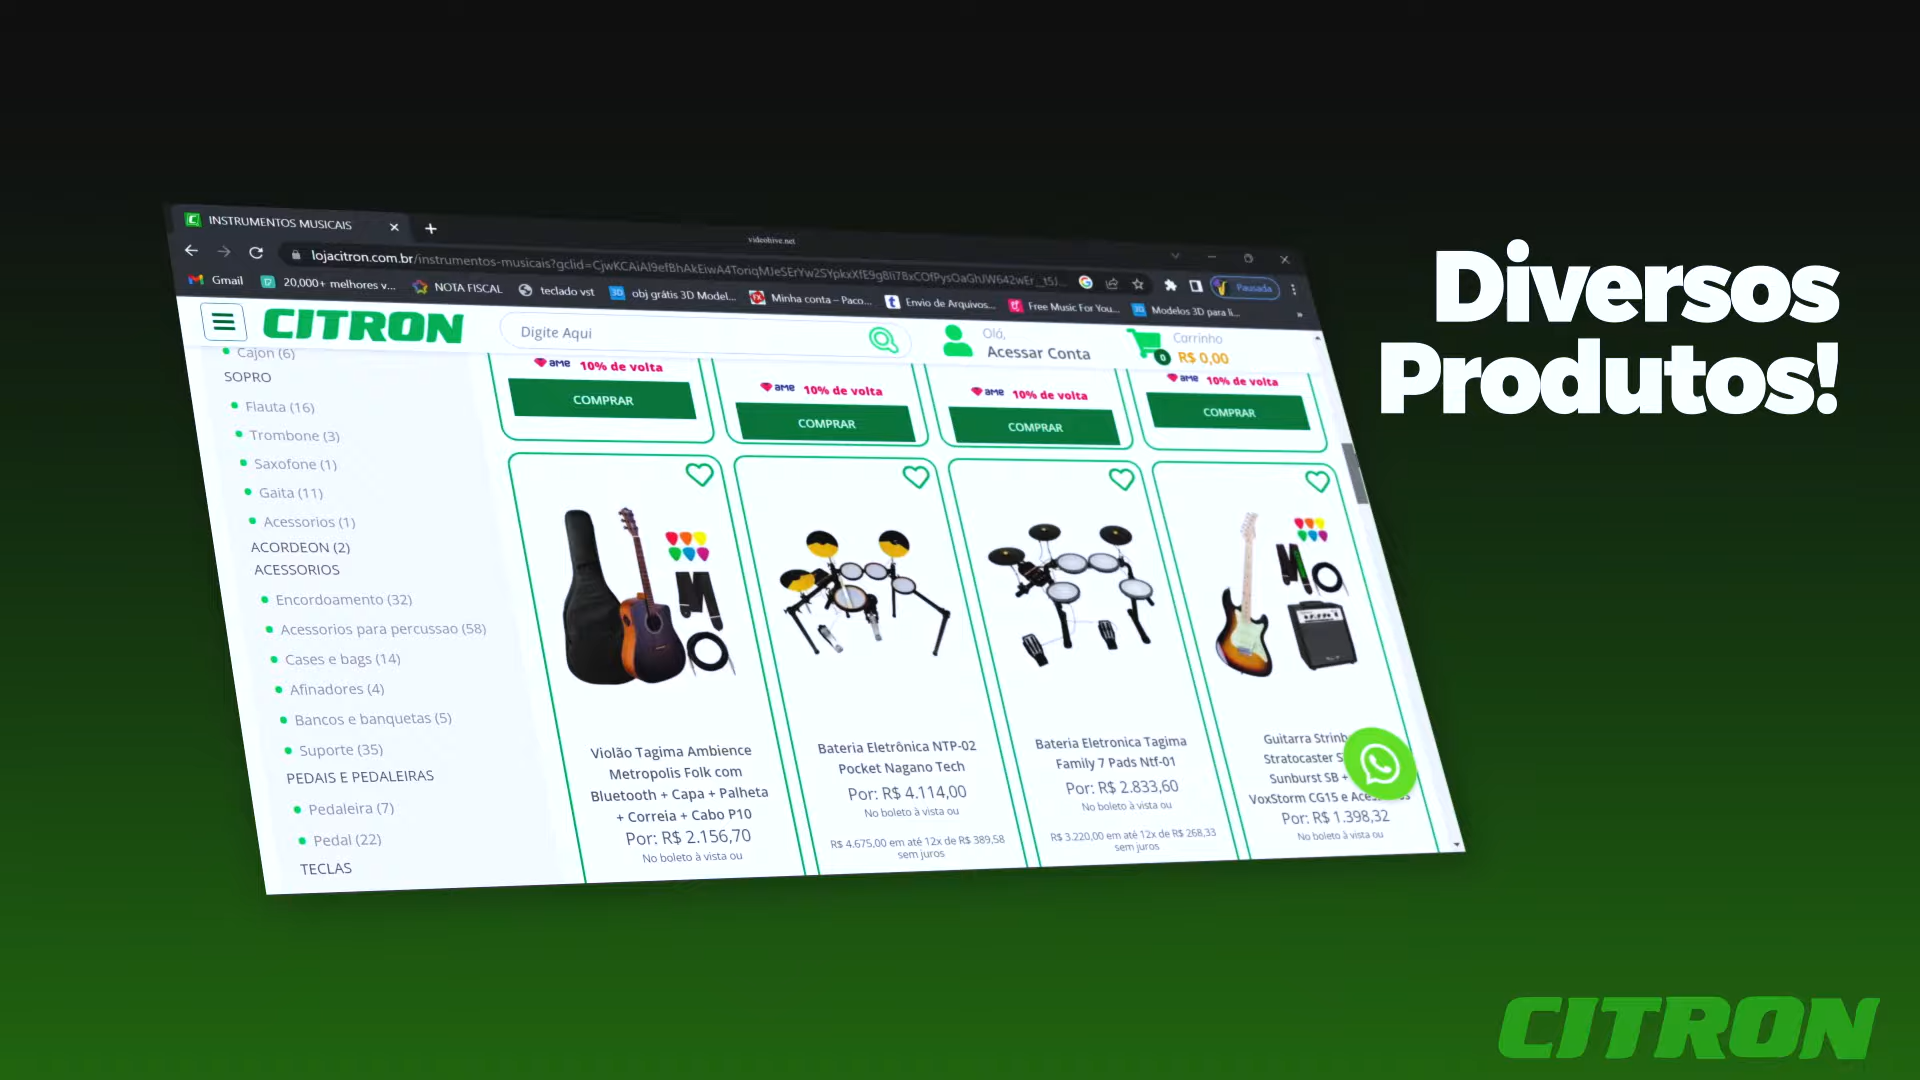 INSTRUMENTOS MUSICAIS
videohive.net
lojacitron.com.br/instrumentos-musicais?gclid=
Pausada
Gmail
20,000+ melhores v...
NOTA FISCAL
teclado vst
obj grátis 3D Model...
Minha conta – Paco...
Envio de Arquivos...
Free Music For You...
Modelos 3D para li...
CITRON
Digite Aqui
Olá,
Acessar Conta
0
Carrinho
R$ 0,00
Cajon (6)
SOPRO
Flauta (16)
Trombone (3)
Saxofone (1)
Gaita (11)
Acessorios (1)
ACORDEON (2)
ACESSORIOS
Encordoamento (32)
Acessorios para percussao (58)
Cases e bags (14)
Afinadores (4)
Bancos e banquetas (5)
Suporte (35)
PEDAIS E PEDALEIRAS
Pedaleira (7)
Pedal (22)
TECLAS
ame 10% de volta
COMPRAR
ame 10% de volta
COMPRAR
ame 10% de volta
COMPRAR
ame 10% de volta
COMPRAR
Violão Tagima Ambience
Metropolis Folk com
Bluetooth + Capa + Palheta
+ Correia + Cabo P10
Por: R$ 2.156,70
No boleto à vista ou
Bateria Eletrônica NTP-02
Pocket Nagano Tech
Por: R$ 4.114,00
No boleto à vista ou
R$ 4.675,00 em até 12x de R$ 389,58
sem juros
Bateria Eletronica Tagima
Family 7 Pads Ntf-01
Por: R$ 2.833,60
No boleto à vista ou
R$ 3.220,00 em até 12x de R$ 268,33
sem juros
Guitarra
Stratocaster
Sunburst SB +
VoxStorm CG15 e
Por: R$ 1.398,32
No boleto à vista ou
Diversos
Produtos!
CITRON